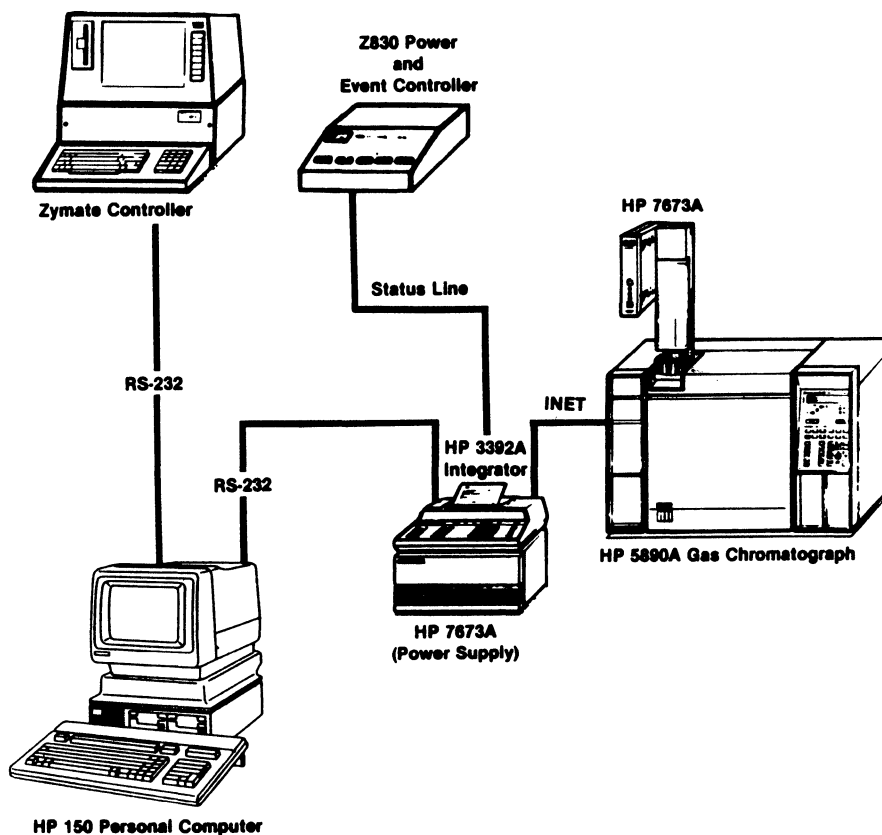 Z830 Power
and
Event Controller
Zymate Controller
HP 7673A
Status Line
RS-232
INET
HP 3392A
Integrator
RS-232
HP 5890A Gas Chromatograph
HP 7673A
(Power Supply)
HP 150 Personal Computer